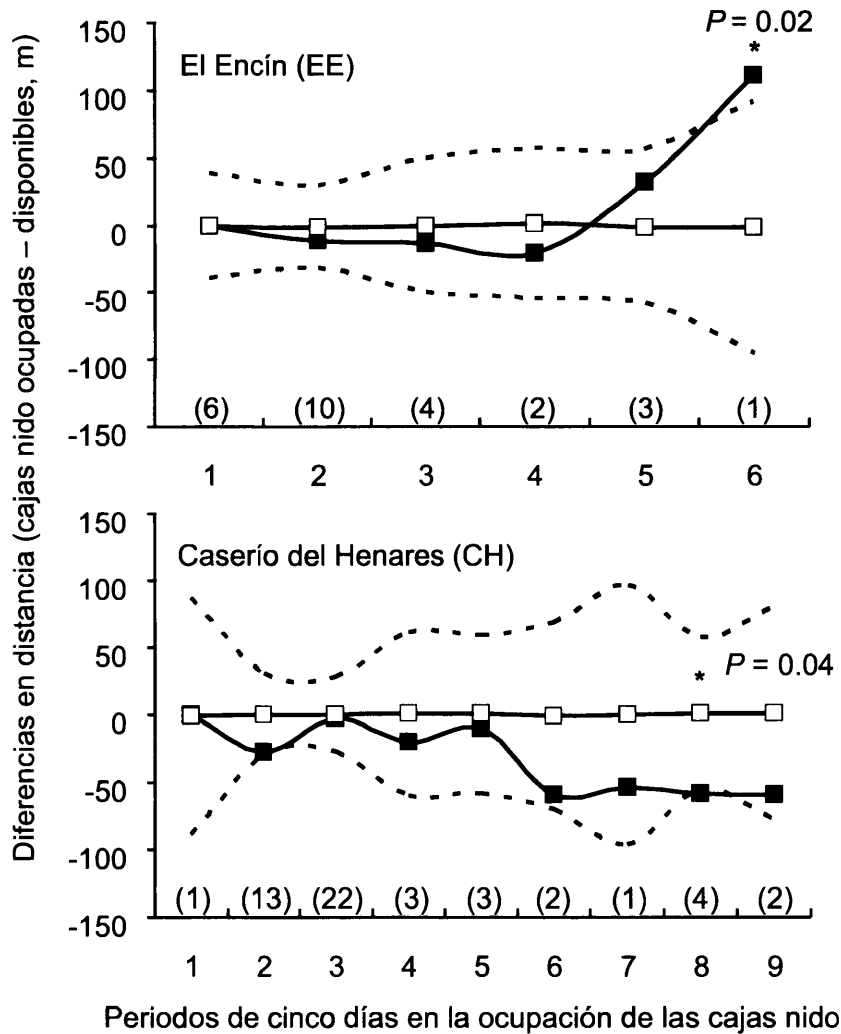 Diferencias en distancia (cajas nido ocupadas – disponibles, m)
150
100
50
0
-50
-100
-150
El Encín (EE)
P = 0.02
*
(6) (10) (4) (2) (3) (1)
1 2 3 4 5 6
150
100
50
0
-50
-100
-150
Caserío del Henares (CH)
* P = 0.04
(1) (13) (22) (3) (3) (2) (1) (4) (2)
1 2 3 4 5 6 7 8 9
Periodos de cinco días en la ocupación de las cajas nido